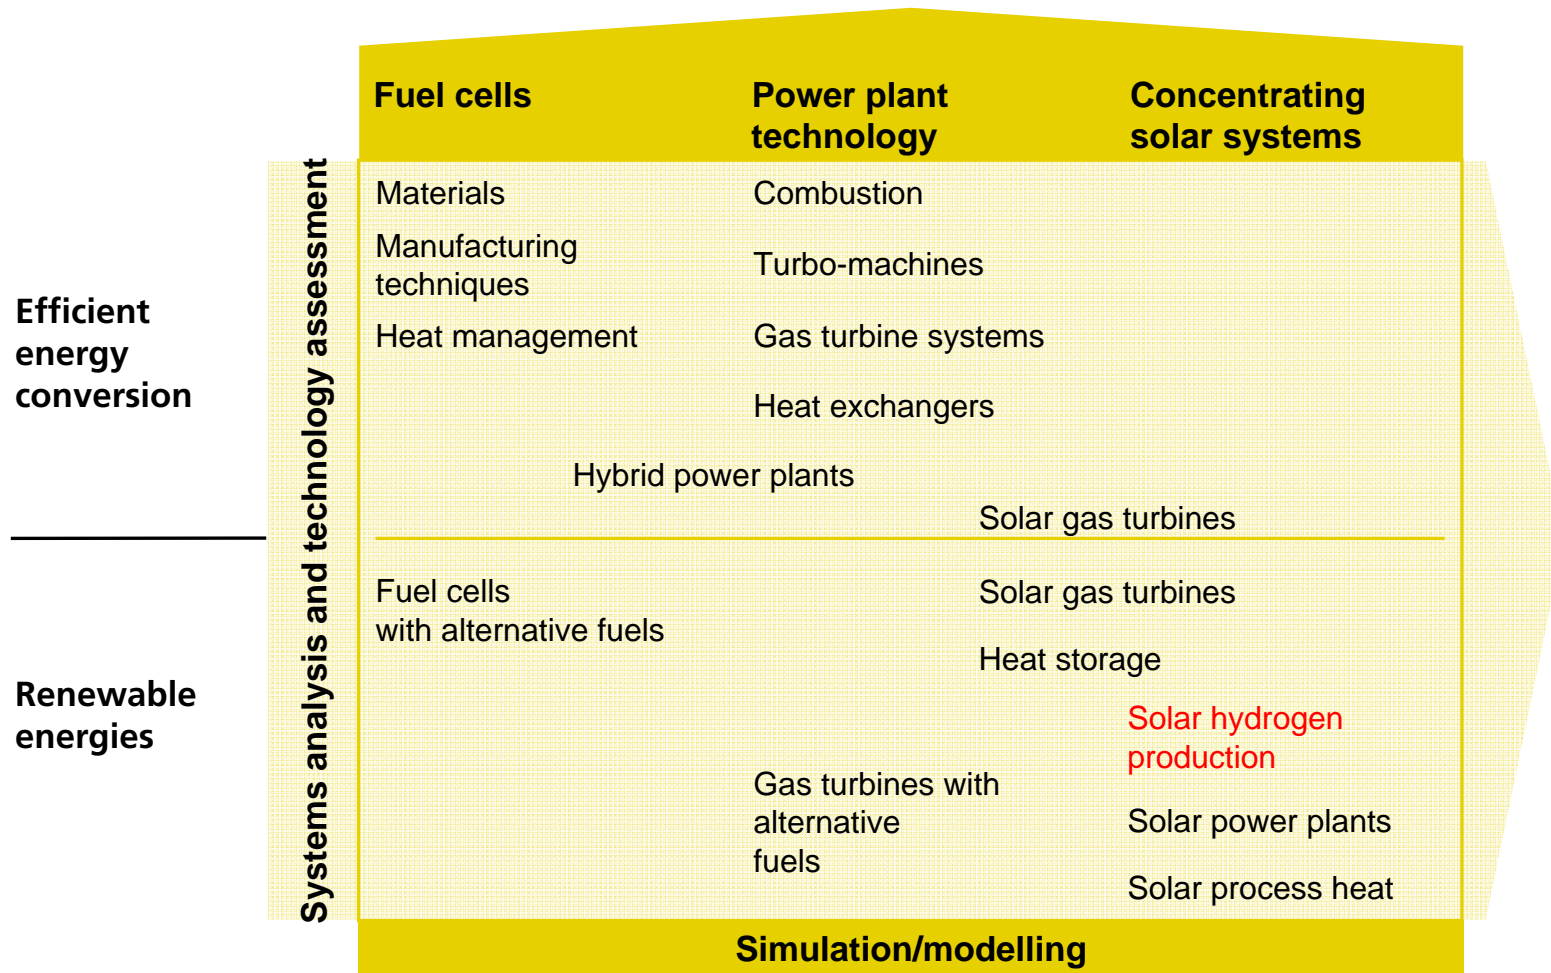 Fuel cells
Power plant
technology
Concentrating
solar systems
Efficient
energy
conversion
Renewable
energies
Systems analysis and technology assessment
Materials
Combustion
Manufacturing
techniques
Turbo-machines
Heat management
Gas turbine systems
Heat exchangers
Hybrid power plants
Solar gas turbines
Fuel cells
with alternative fuels
Solar gas turbines
Heat storage
Solar hydrogen
production
Gas turbines with
alternative
fuels
Solar power plants
Solar process heat
Simulation/modelling